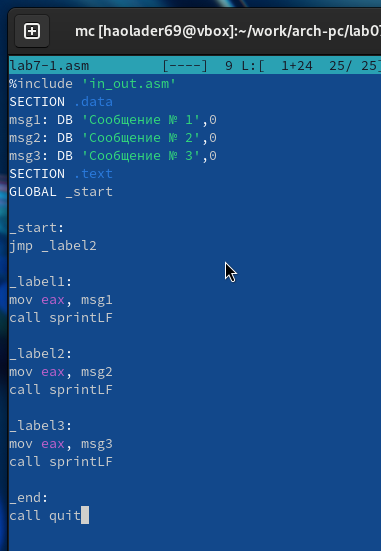 mc [haolader69@vbox]:~/work/arch-pc/lab07
lab7-1.asm [----] 9 L:[ 1+24 25/ 25]
%include 'in_out.asm'
SECTION .data
msg1: DB 'Сообщение № 1',0
msg2: DB 'Сообщение № 2',0
msg3: DB 'Сообщение № 3',0
SECTION .text
GLOBAL _start
_start:
jmp _label2
_label1:
mov eax, msg1
call sprintLF
_label2:
mov eax, msg2
call sprintLF
_label3:
mov eax, msg3
call sprintLF
_end:
call quit